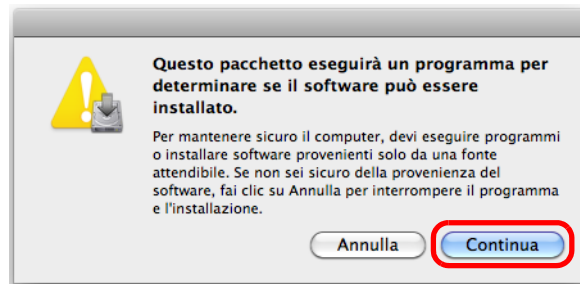 Questo pacchetto eseguirà un programma per
determinare se il software può essere
installato.
Per mantenere sicuro il computer, devi eseguire programmi
o installare software provenienti solo da una fonte
attendibile. Se non sei sicuro della provenienza del
software, fai clic su Annulla per interrompere il programma
e l'installazione.
Annulla Continua